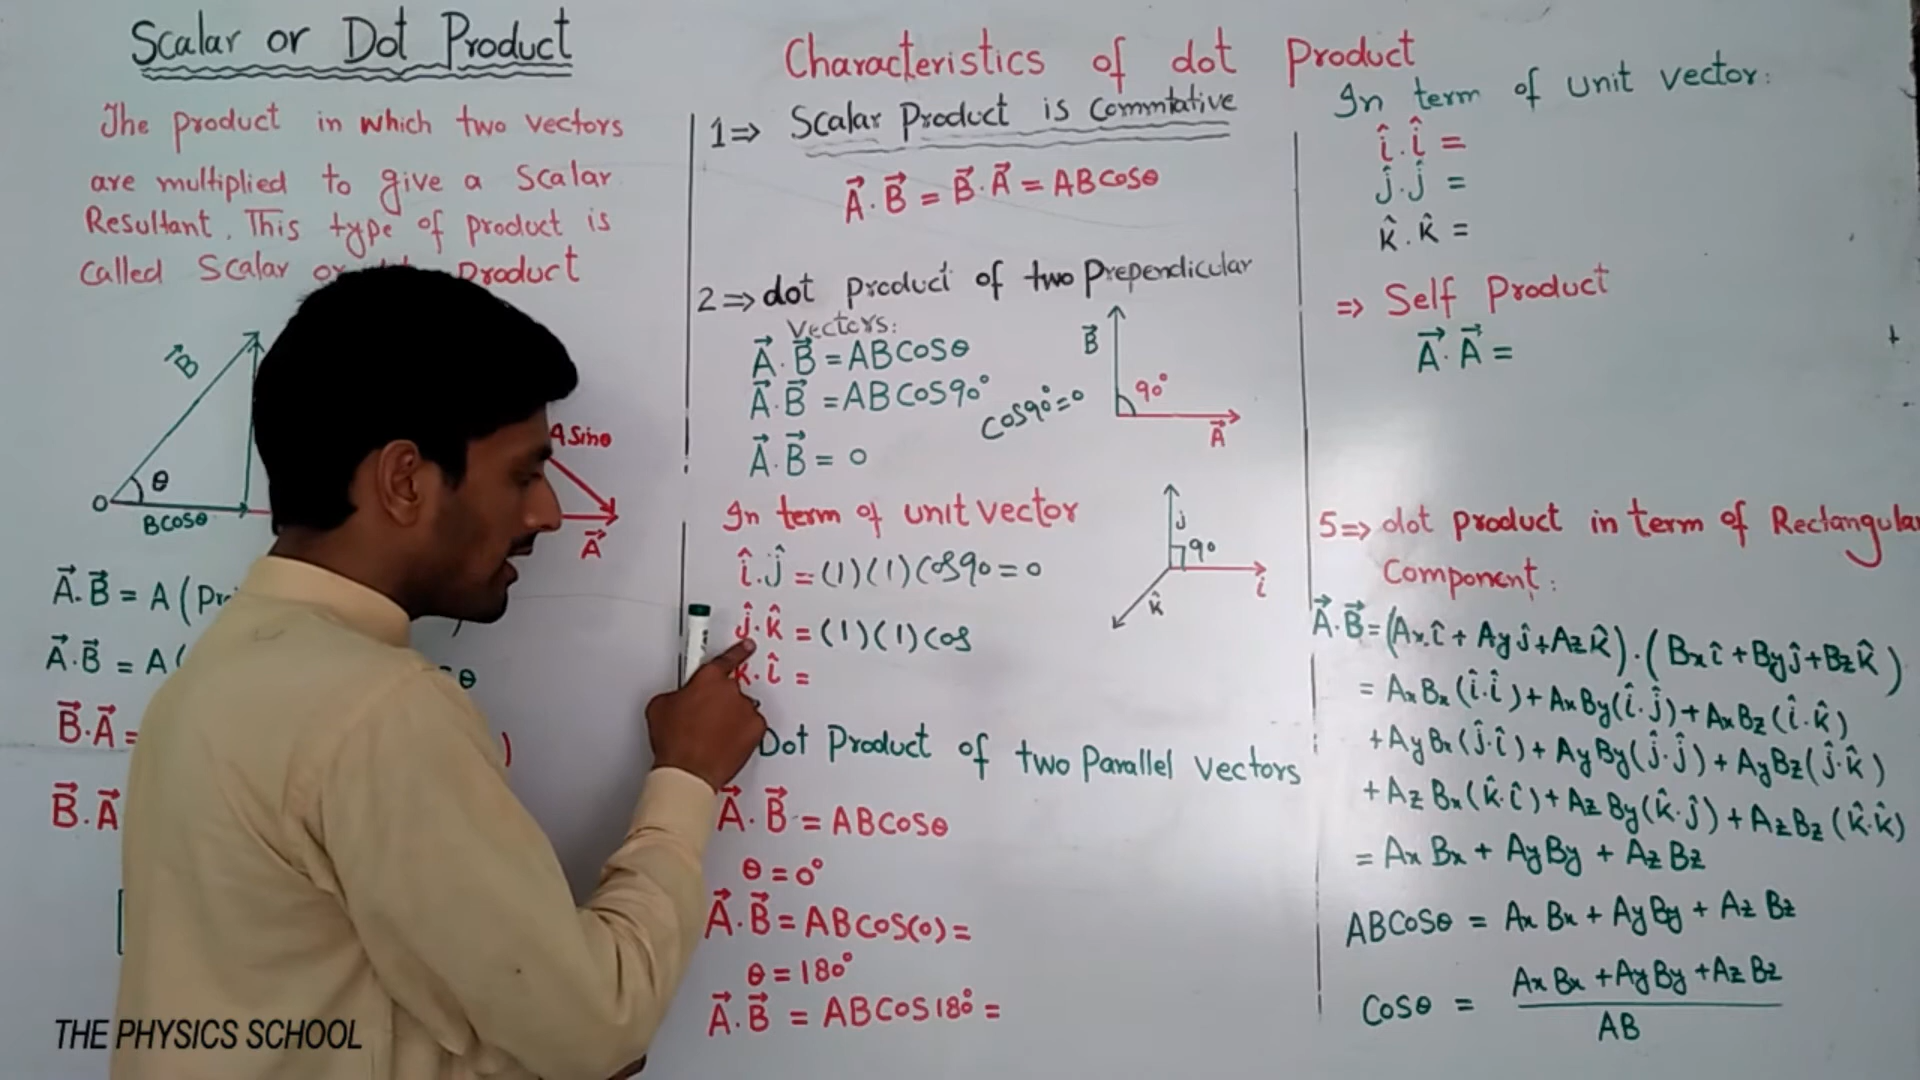 Scalar or Dot Product
The product in which two vectors
are multiplied to give a Scalar
Resultant. This type of product is
called Scalar or product
B⃗
θ
O
BCosθ
ASinθ
A⃗
A⃗.B⃗ = A(Pr
A⃗.B⃗ = A( θ
B⃗.A⃗ = )
B⃗.A⃗
THE PHYSICS SCHOOL
Characteristics of dot Product
1⇒ Scalar Product is Commtative
A⃗.B⃗ = B⃗.A⃗ = ABCosθ
2⇒ dot product of two Prependicular
Vectors:
A⃗.B⃗ = ABCosθ
A⃗.B⃗ = ABCos90°
Cos90°=0
A⃗.B⃗ = 0
B⃗
90°
A⃗
In term of unit vector
î.ĵ = (1)(1)Cos90 = 0
ĵ.k̂ = (1)(1)Cos
k.î =
j
90
i
k̂
Dot Product of two Parallel Vectors
A⃗.B⃗ = ABCosθ
θ = 0°
A⃗.B⃗ = ABCos(0) =
θ = 180°
A⃗.B⃗ = ABCos180° =
In term of unit vector:
î.î =
ĵ.ĵ =
k̂.k̂ =
⇒ Self Product
A⃗.A⃗ =
5⇒ dot product in term of Rectangular
Component:
A⃗.B⃗ = (Axî + Ayĵ + Azk̂).(Bxî + Byĵ + Bzk̂)
= AxBx(î.î) + AxBy(î.ĵ) + AxBz(î.k̂)
+ AyBx(ĵ.î) + AyBy(ĵ.ĵ) + AyBz(ĵ.k̂)
+ AzBx(k̂.î) + AzBy(k̂.ĵ) + AzBz(k̂.k̂)
= AxBx + AyBy + AzBz
ABCosθ = AxBx + AyBy + AzBz
Cosθ = AxBx + AyBy + AzBz
AB